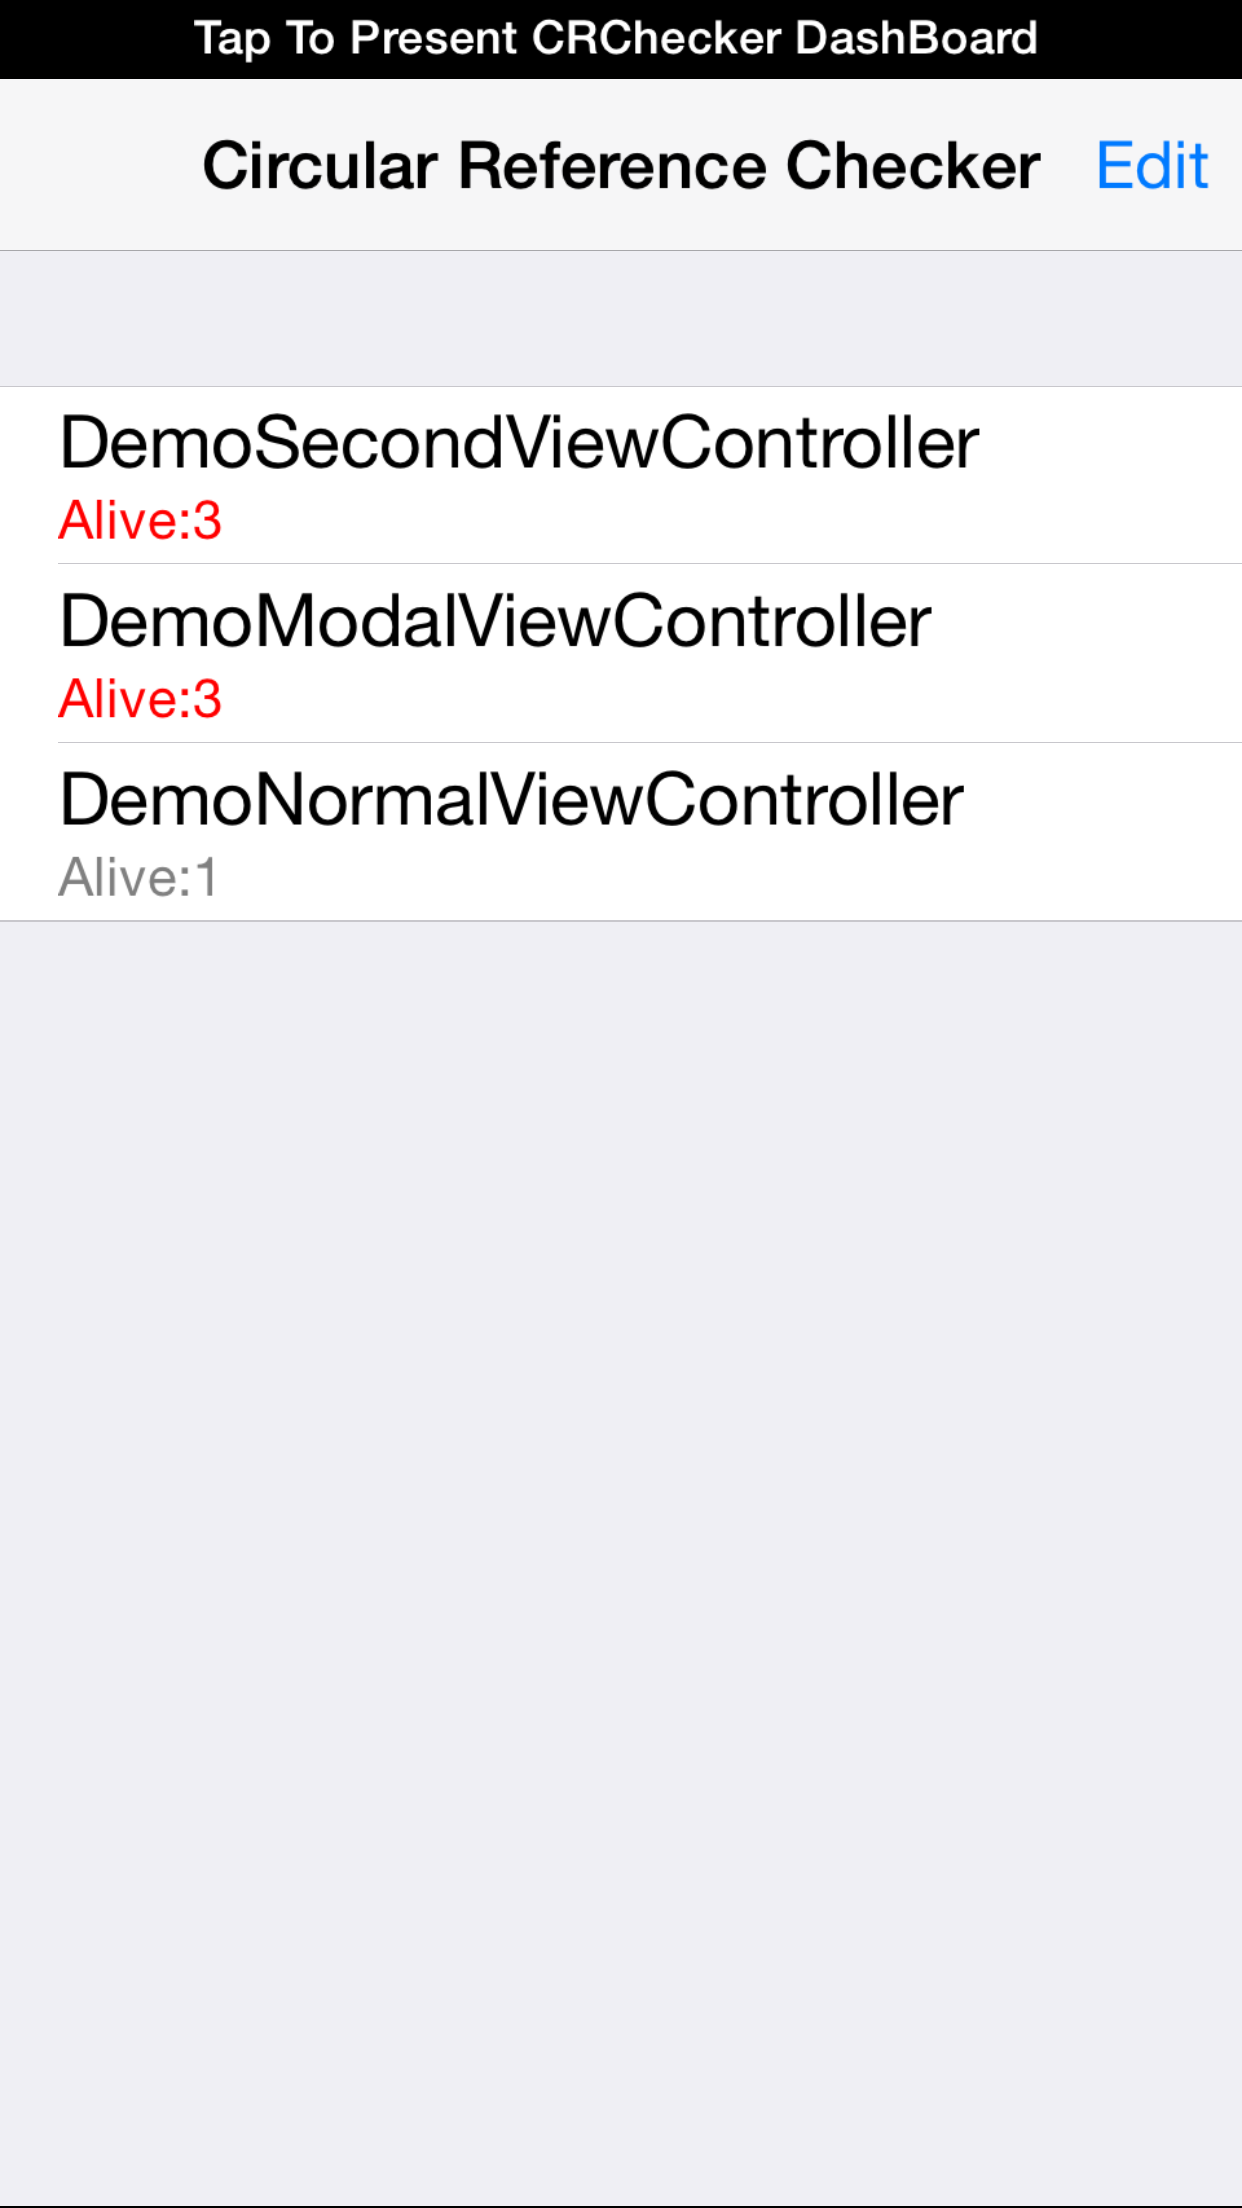 Tap To Present CRChecker DashBoard
Circular Reference Checker Edit
DemoSecondViewController
Alive:3
DemoModalViewController
Alive:3
DemoNormalViewController
Alive:1